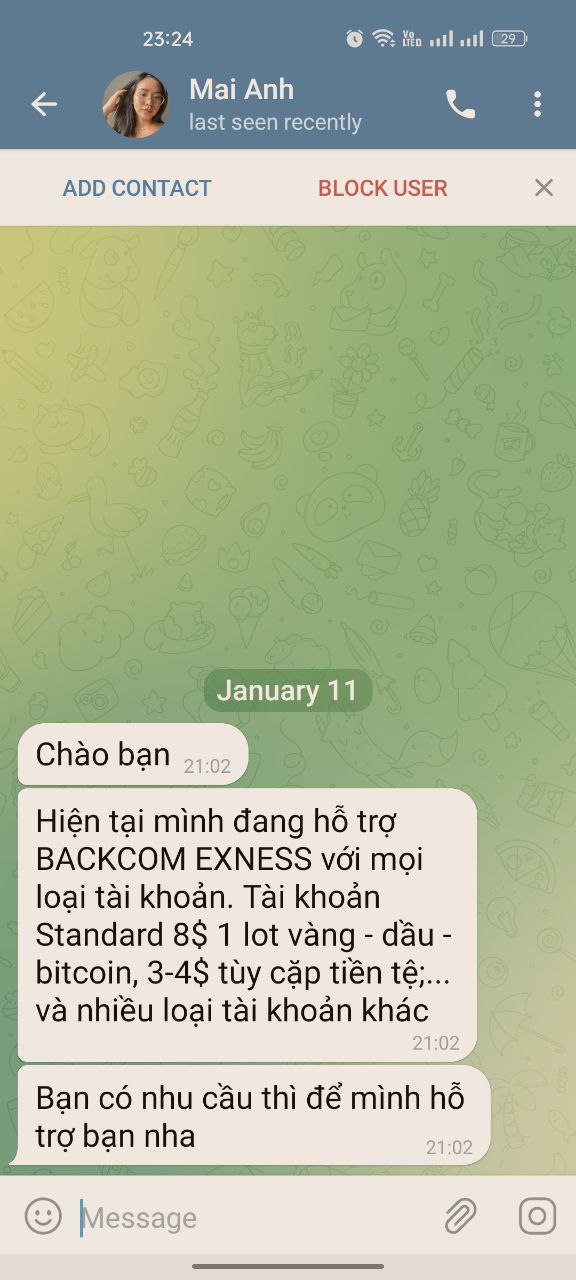 23:24
Vo
LTED
29
Mai Anh
last seen recently
ADD CONTACT
BLOCK USER
January 11
Chào bạn
21:02
Hiện tại mình đang hỗ trợ
BACKCOM EXNESS với mọi
loại tài khoản. Tài khoản
Standard 8$ 1 lot vàng - dầu -
bitcoin, 3-4$ tùy cặp tiền tệ;...
và nhiều loại tài khoản khác
21:02
Bạn có nhu cầu thì để mình hỗ
trợ bạn nha
21:02
Message